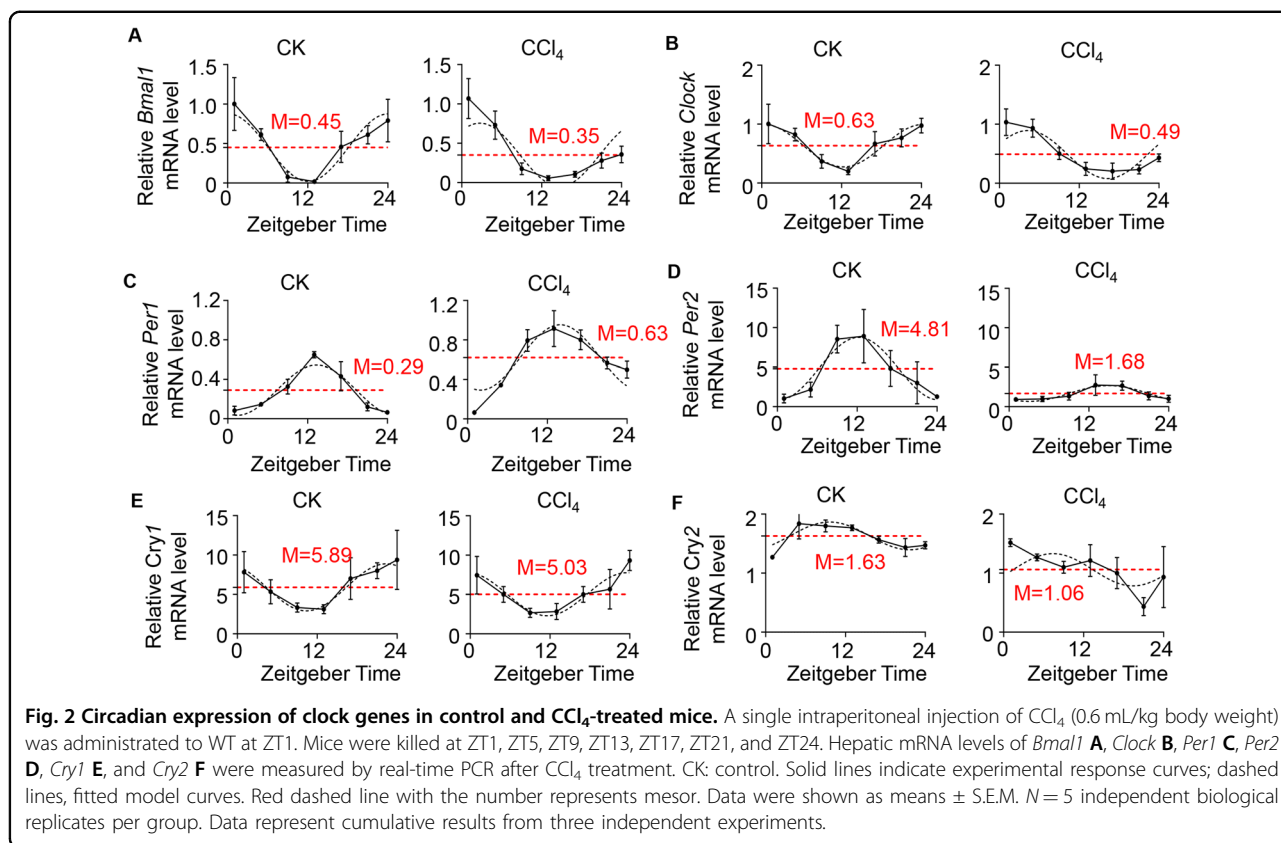 A
CK
CCl₄
Relative Bmal1
mRNA level
1.5
1.0
0.5
0
M=0.45
0
12
24
Zeitgeber Time
1.5
1.0
0.5
0
M=0.35
0
12
24
Zeitgeber Time
B
CK
CCl₄
Relative Clock
mRNA level
2
1
0
M=0.63
0
12
24
Zeitgeber Time
2
1
0
M=0.49
0
12
24
Zeitgeber Time
C
CK
CCl₄
Relative Per1
mRNA level
1.2
0.8
0.4
0
M=0.29
0
12
24
Zeitgeber Time
1.2
0.8
0.4
0.0
M=0.63
0
12
24
Zeitgeber Time
D
CK
CCl₄
Relative Per2
mRNA level
15
10
5
0
M=4.81
0
12
24
Zeitgeber Time
15
10
5
0
M=1.68
0
12
24
Zeitgeber Time
E
CK
CCl₄
Relative Cry1
mRNA level
15
10
5
0
M=5.89
0
12
24
Zeitgeber Time
15
10
5
0
M=5.03
0
12
24
Zeitgeber Time
F
CK
CCl₄
Relative Cry2
mRNA level
2
1
0
M=1.63
0
12
24
Zeitgeber Time
2
1
0
M=1.06
0
12
24
Zeitgeber Time
Fig. 2 Circadian expression of clock genes in control and CCl₄-treated mice. A single intraperitoneal injection of CCl₄ (0.6 mL/kg body weight)
was administrated to WT at ZT1. Mice were killed at ZT1, ZT5, ZT9, ZT13, ZT17, ZT21, and ZT24. Hepatic mRNA levels of Bmal1 A, Clock B, Per1 C, Per2
D, Cry1 E, and Cry2 F were measured by real-time PCR after CCl₄ treatment. CK: control. Solid lines indicate experimental response curves; dashed
lines, fitted model curves. Red dashed line with the number represents mesor. Data were shown as means ± S.E.M. N = 5 independent biological
replicates per group. Data represent cumulative results from three independent experiments.